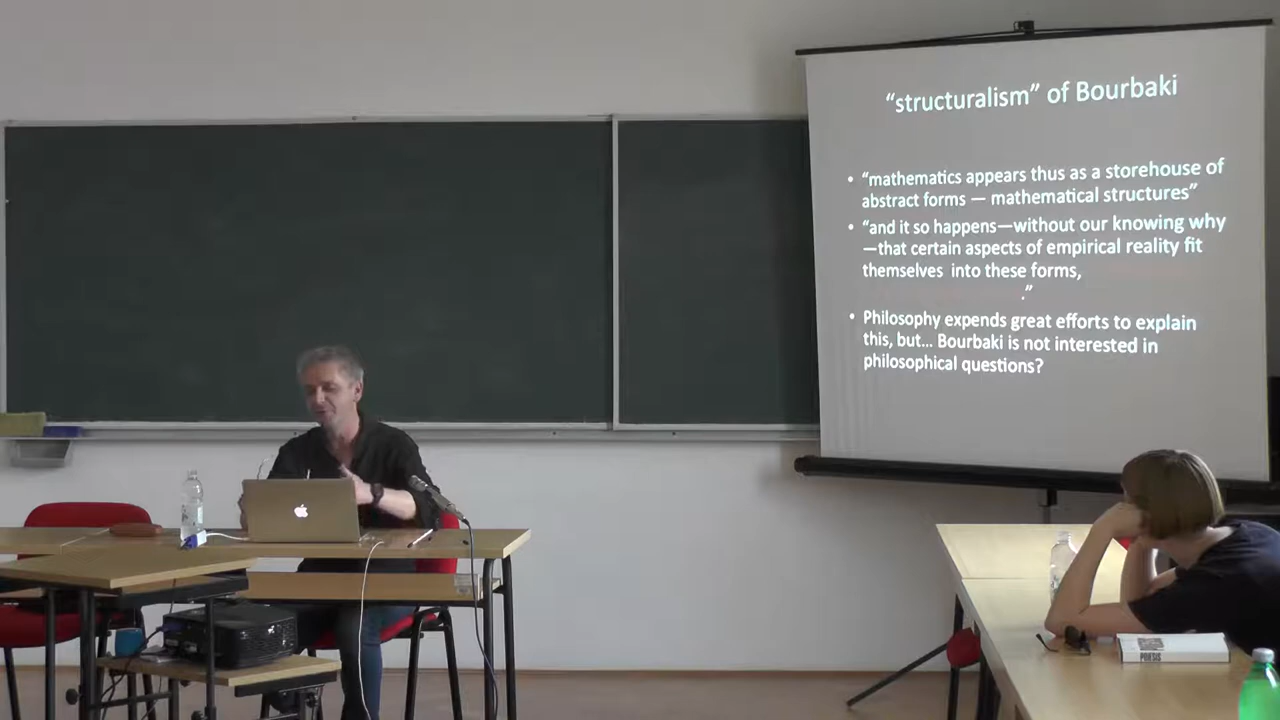 “structuralism” of Bourbaki
• “mathematics appears thus as a storehouse of
abstract forms — mathematical structures”
• “and it so happens—without our knowing why
—that certain aspects of empirical reality fit
themselves into these forms,
.”
• Philosophy expends great efforts to explain
this, but... Bourbaki is not interested in
philosophical questions?
POIESIS